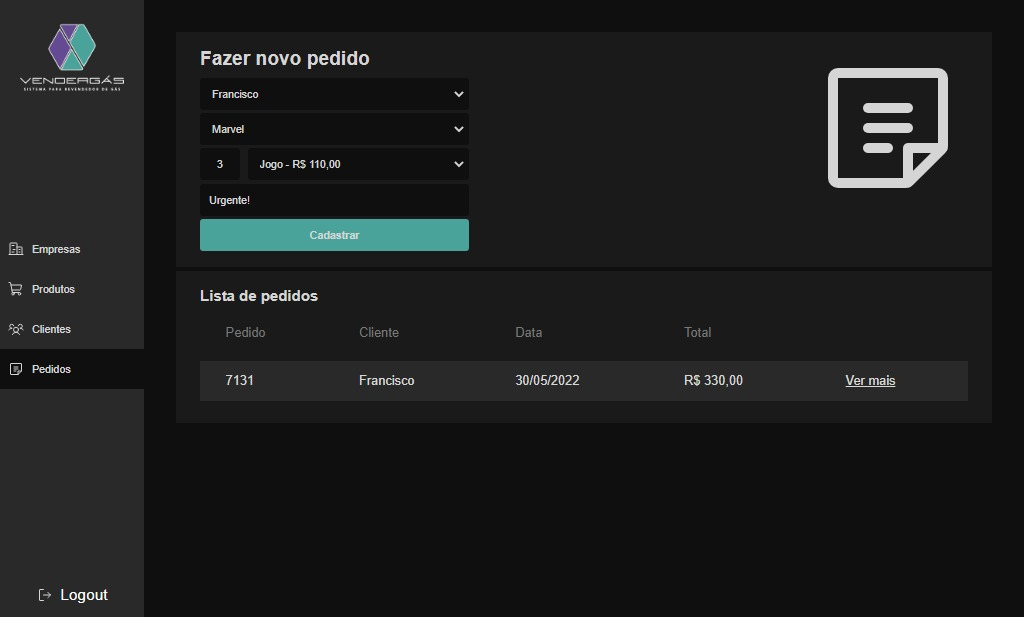 VENDERGÁS
SISTEMA PARA REVENDEDOR DE GÁS
Empresas
Produtos
Clientes
Pedidos
Logout
Fazer novo pedido
Francisco
Marvel
3 Jogo - R$ 110,00
Urgente!
Cadastrar
Lista de pedidos
Pedido Cliente Data Total
7131 Francisco 30/05/2022 R$ 330,00 Ver mais